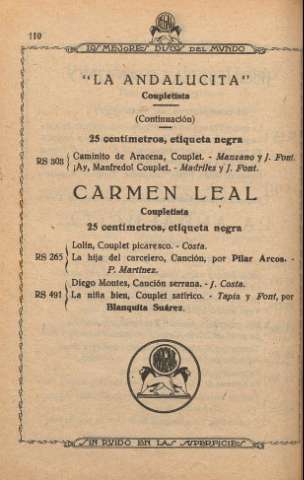 110
LOS MEJORES DISCOS DEL MUNDO
"LA ANDALUCITA"
Coupletista
(Continuación)
25 centímetros, etiqueta negra
RS 303 { Caminito de Aracena, Couplet. - Manzano y J. Font.
¡Ay, Manfredo! Couplet. - Madriles y J. Font.
CARMEN LEAL
Coupletista
25 centímetros, etiqueta negra
Lolín, Couplet picaresco. - Costa.
RS 265 } La hija del carcelero, Canción, por Pilar Arcos. -
P. Martínez.
Diego Montes, Canción serrana. - J. Costa.
RS 491 } La niña bien, Couplet satírico. - Tapia y Font, por
Blanquita Suárez.
SIN RUIDO EN LAS SUPERFICIES